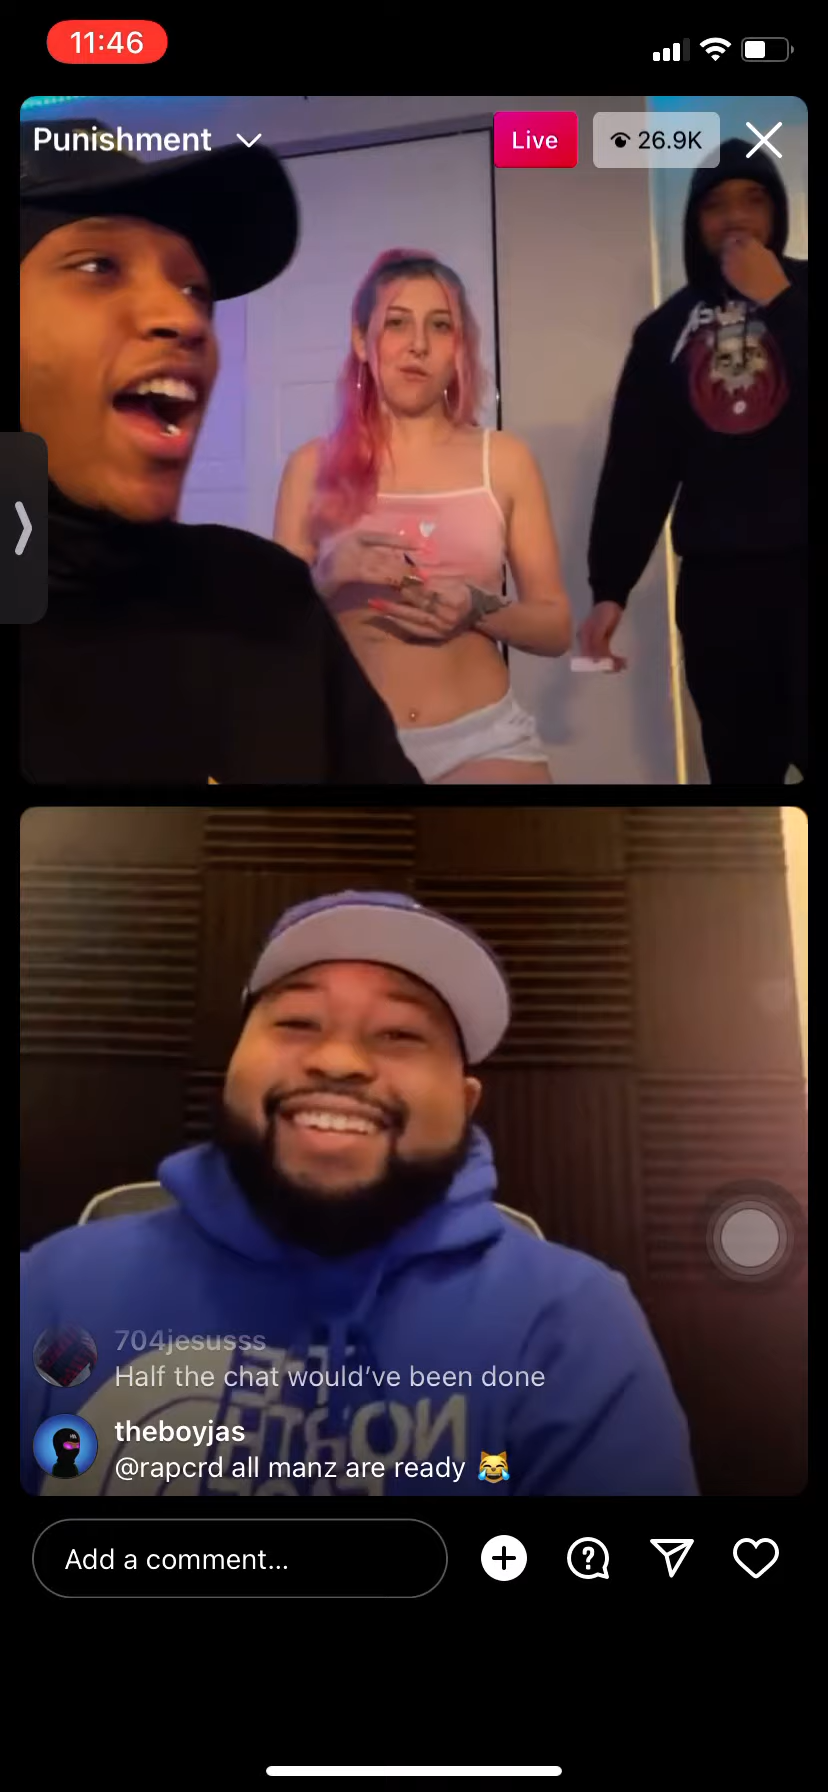 11:46
Punishment
Live
26.9K
704jesusss
Half the chat would've been done
theboyjas
@rapcrd all manz are ready 😹
Add a comment...